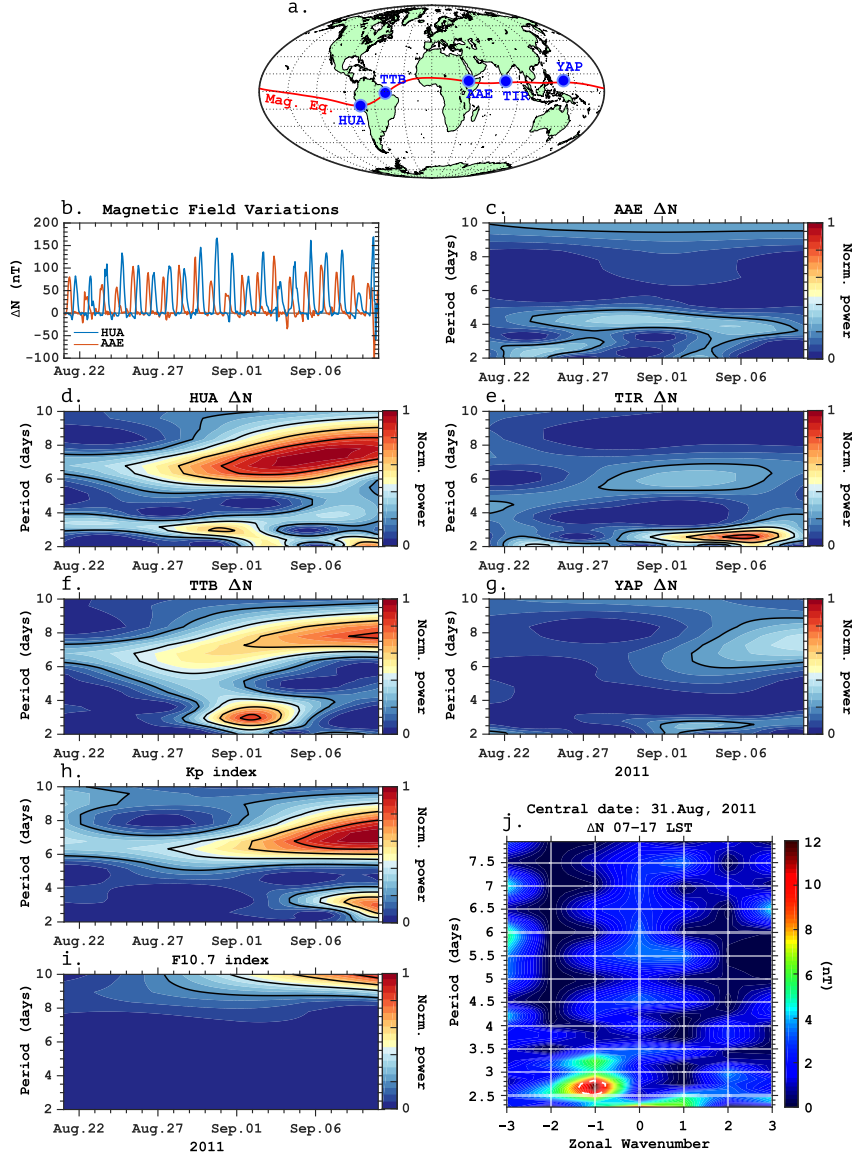 a.
YAP
TTB
AAE TIR
Mag. Eq.
HUA
b. Magnetic Field Variations
200
150
100
50
0
-50
-100
ΔN (nT)
HUA
AAE
Aug.22 Aug.27 Sep.01 Sep.06
c. AAE ΔN
10
8
6
4
2
Period (days)
Aug.22 Aug.27 Sep.01 Sep.06
1
0
Norm. power
d. HUA ΔN
10
8
6
4
2
Period (days)
Aug.22 Aug.27 Sep.01 Sep.06
1
0
Norm. power
e. TIR ΔN
10
8
6
4
2
Period (days)
Aug.22 Aug.27 Sep.01 Sep.06
1
0
Norm. power
f. TTB ΔN
10
8
6
4
2
Period (days)
Aug.22 Aug.27 Sep.01 Sep.06
1
0
Norm. power
g. YAP ΔN
10
8
6
4
2
Period (days)
Aug.22 Aug.27 Sep.01 Sep.06
2011
1
0
Norm. power
h. Kp index
10
8
6
4
2
Period (days)
Aug.22 Aug.27 Sep.01 Sep.06
1
0
Norm. power
i. F10.7 index
10
8
6
4
2
Period (days)
Aug.22 Aug.27 Sep.01 Sep.06
2011
1
0
Norm. power
Central date: 31.Aug, 2011
j. ΔN 07-17 LST
7.5
7
6.5
6
5.5
5
4.5
4
3.5
3
2.5
Period (days)
-3 -2 -1 0 1 2 3
Zonal Wavenumber
12
10
8
6
4
2
0
(nT)